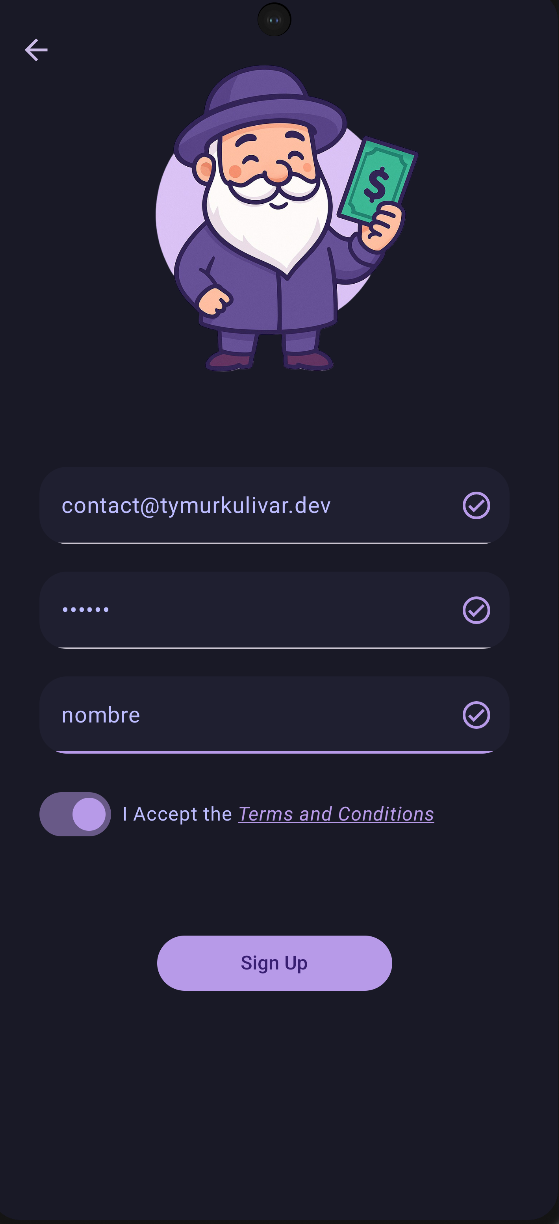 $
contact@tymurkulivar.dev
••••••
nombre
I Accept the Terms and Conditions
Sign Up